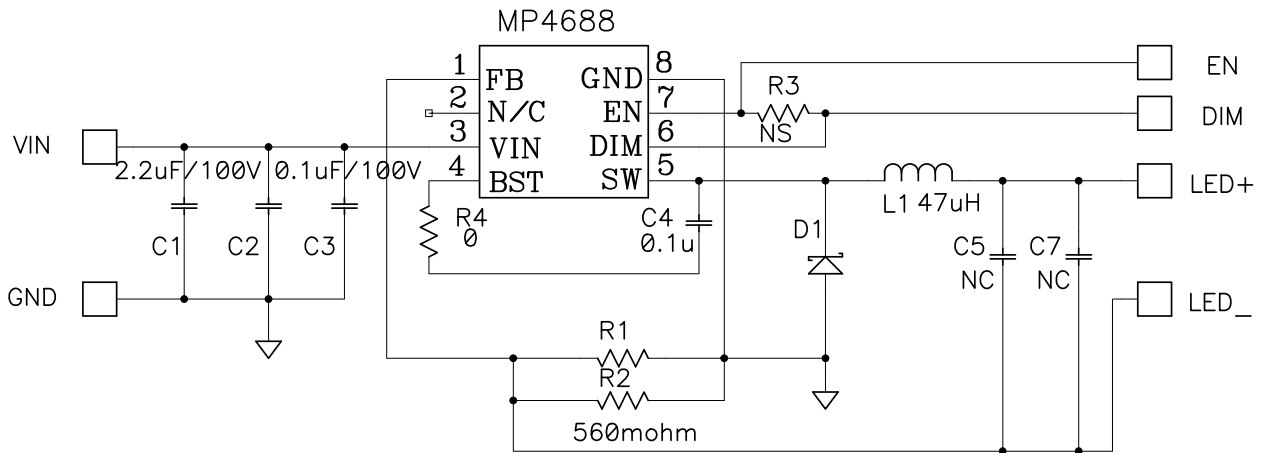 MP4688
1 FB
2 N/C
3 VIN
4 BST
GND 8
EN 7
DIM 6
SW 5
EN
R3
NS
DIM
VIN
2.2uF/100V 0.1uF/100V
C1
C2
C3
GND
R4
0
C4
0.1u
D1
L1 47uH
LED+
C5
NC
C7
NC
LED_
R1
R2
560mohm